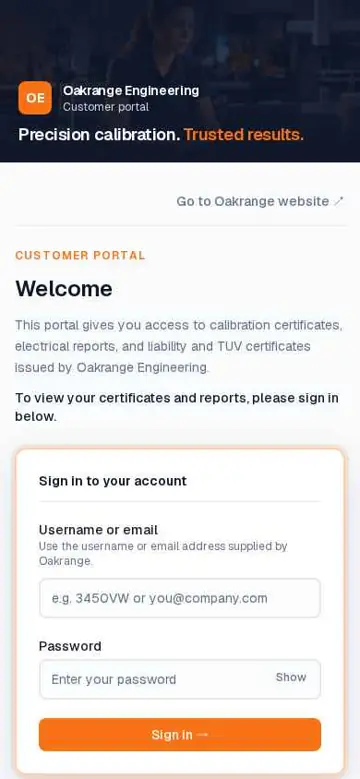 OE
Oakrange Engineering
Customer portal
Precision calibration. Trusted results.
Go to Oakrange website ↗
CUSTOMER PORTAL
Welcome
This portal gives you access to calibration certificates,
electrical reports, and liability and TUV certificates
issued by Oakrange Engineering.
To view your certificates and reports, please sign in
below.
Sign in to your account
Username or email
Use the username or email address supplied by
Oakrange.
e.g. 3450VW or you@company.com
Password
Enter your password
Show
Sign in →